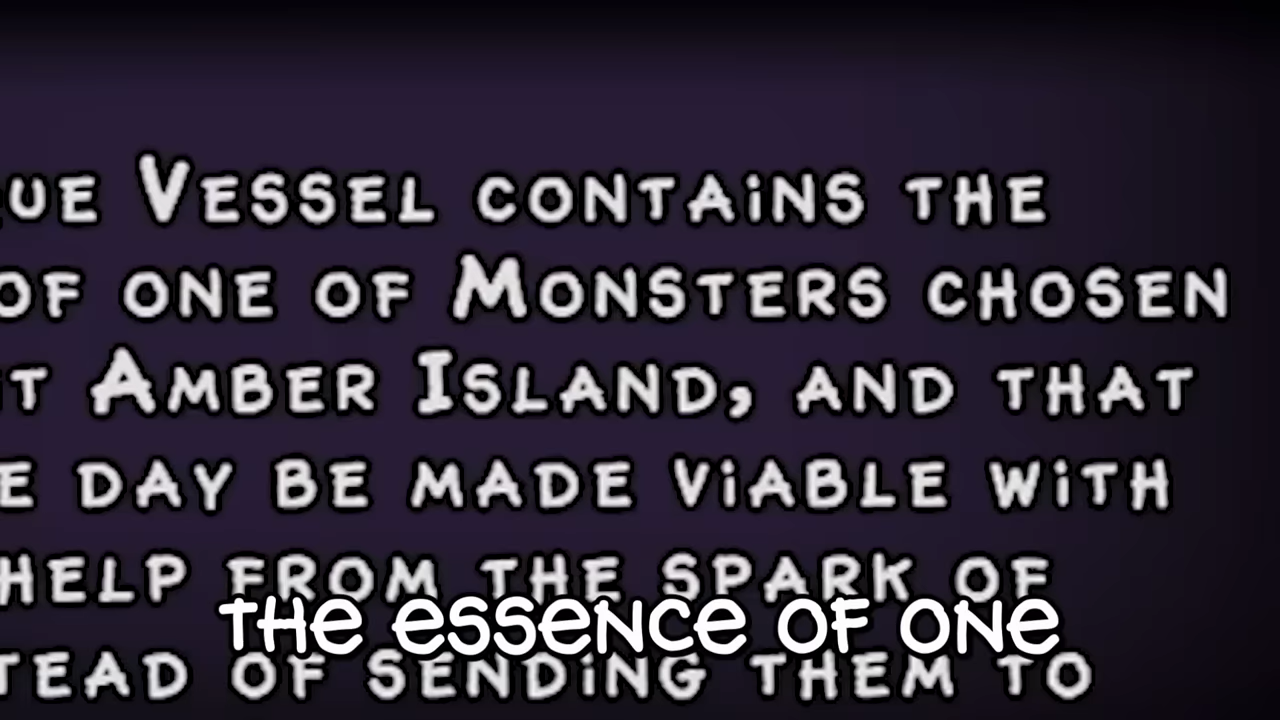 UE VESSEL CONTAINS THE
OF ONE OF MONSTERS CHOSEN
IT AMBER ISLAND, AND THAT
E DAY BE MADE VIABLE WITH
HELP FROM THE SPARK OF
THE ESSENCE OF ONE
TEAD OF SENDING THEM TO